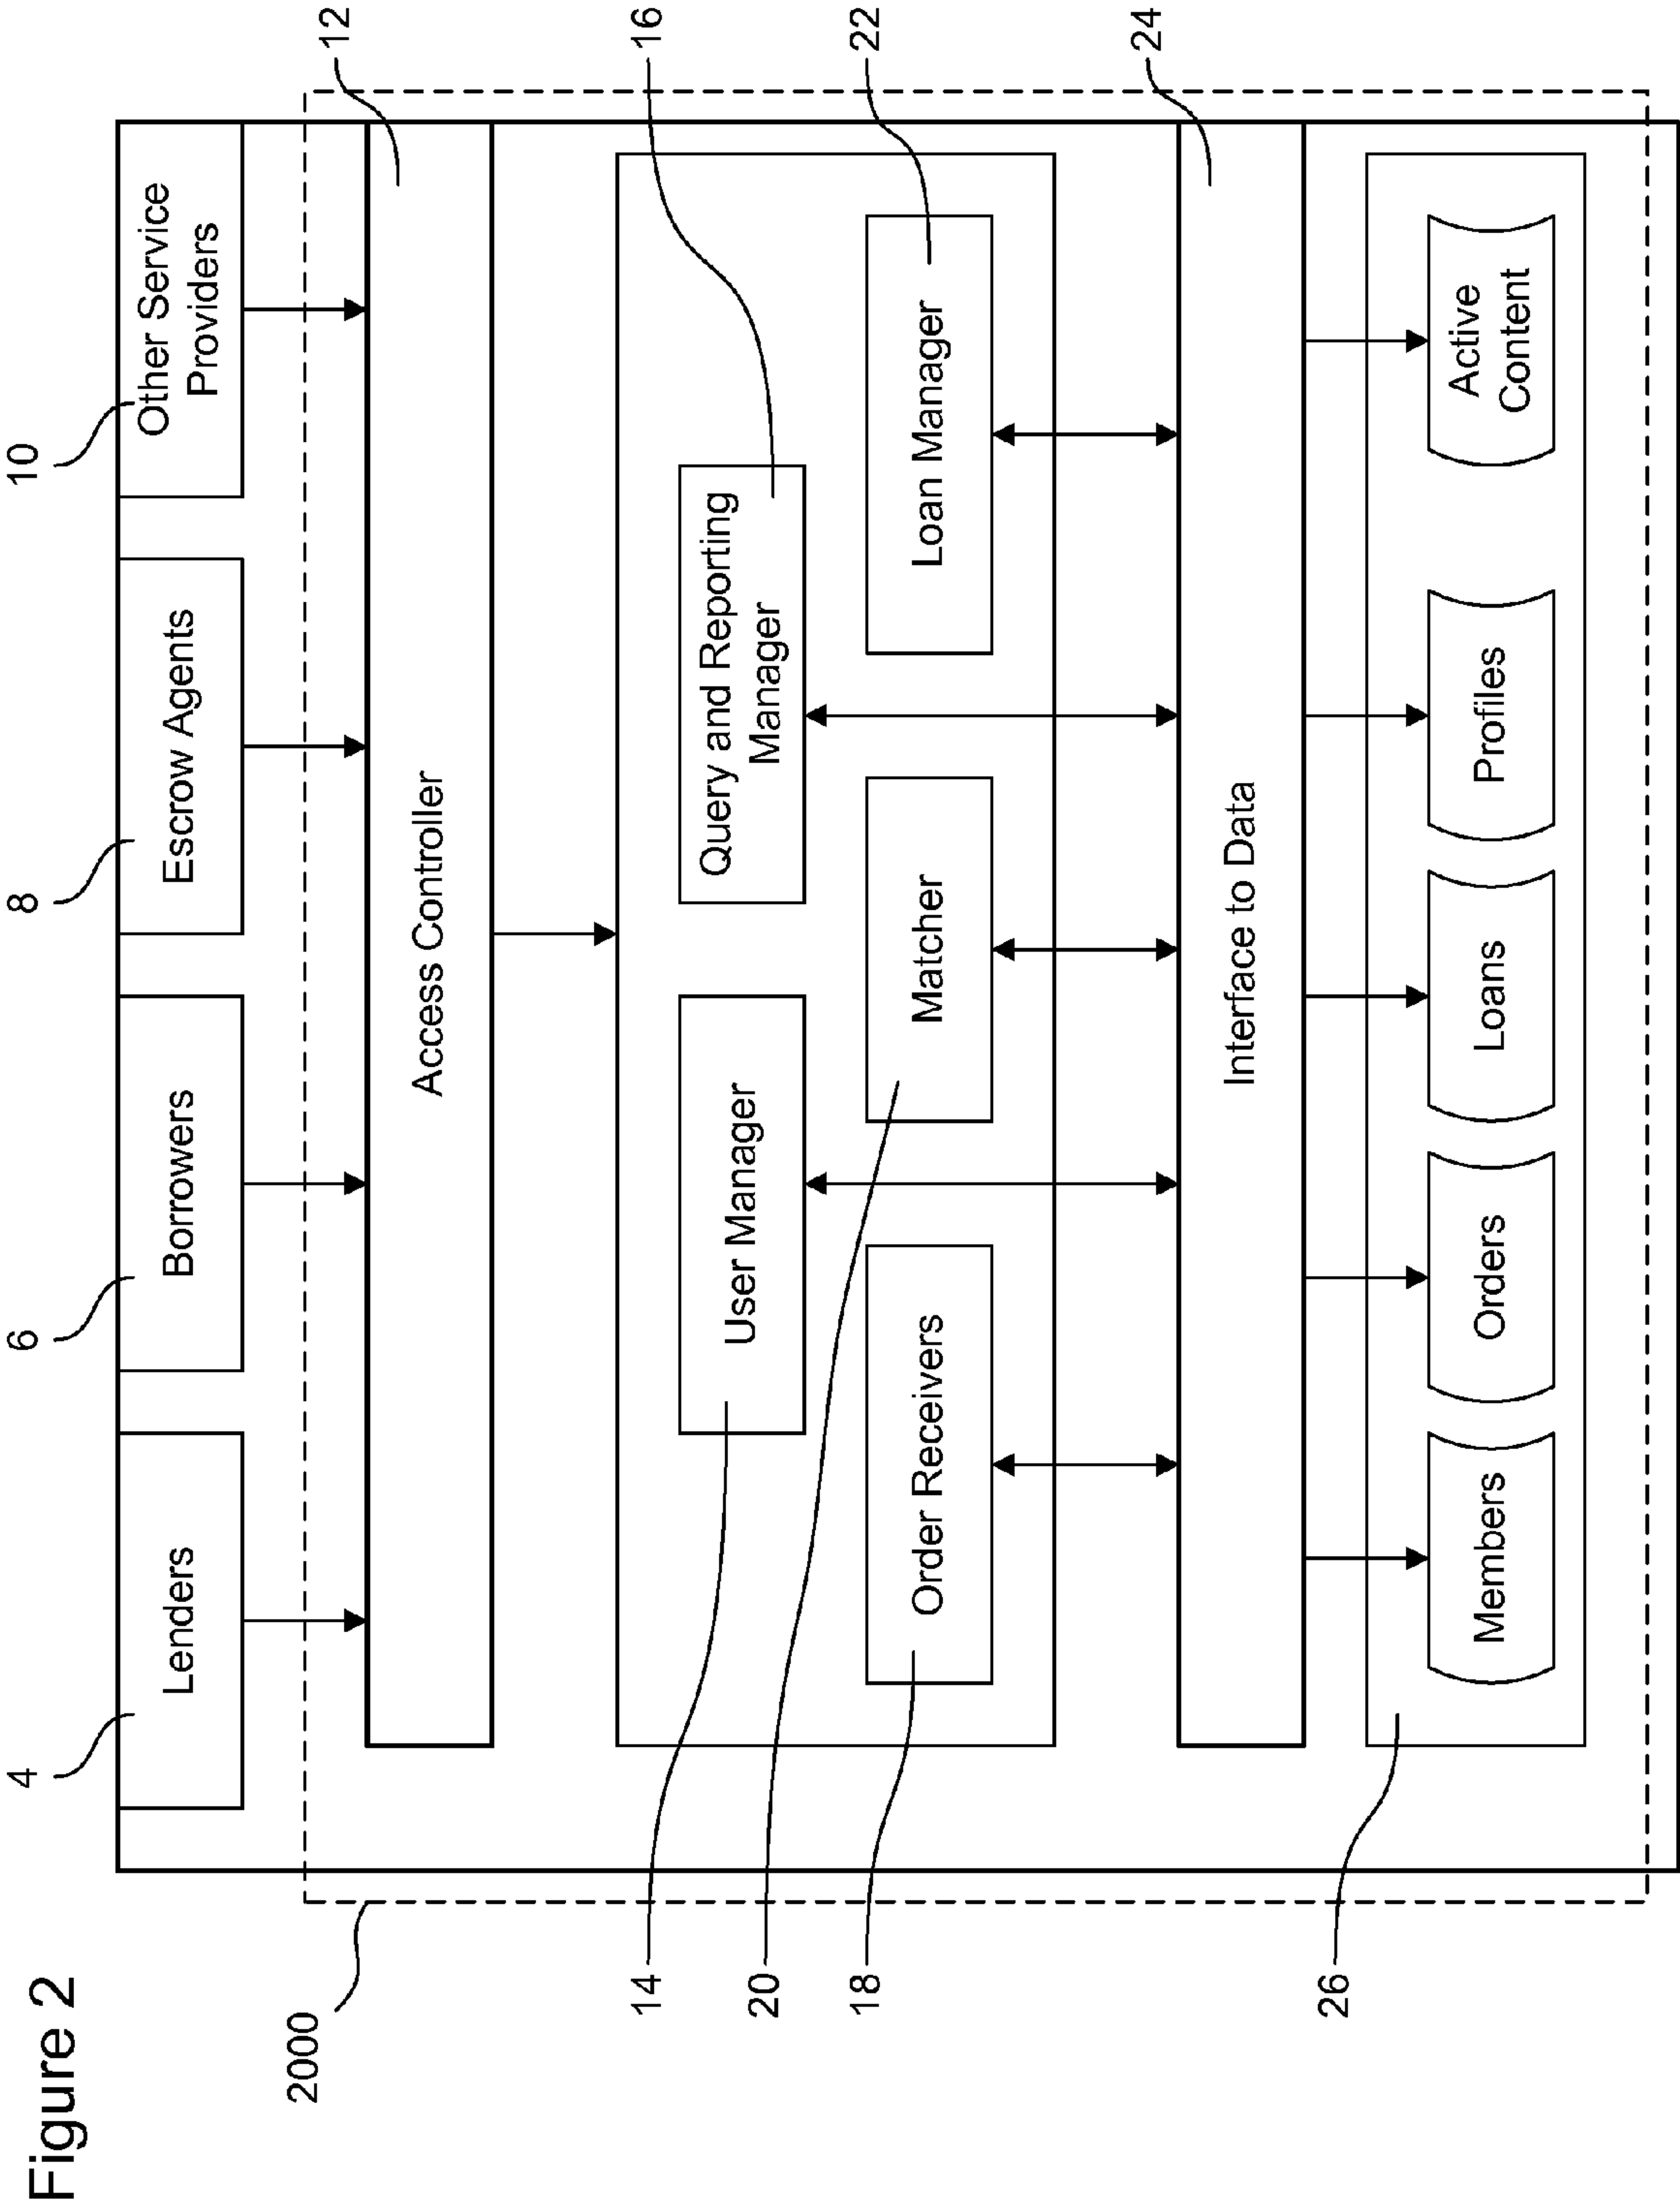 Figure 2
4
6
8
10
Lenders
Borrowers
Escrow Agents
Other Service
Providers
2000
12
Access Controller
14
16
User Manager
Query and Reporting
Manager
20
18
22
Order Receivers
Matcher
Loan Manager
24
Interface to Data
26
Members
Orders
Loans
Profiles
Active
Content